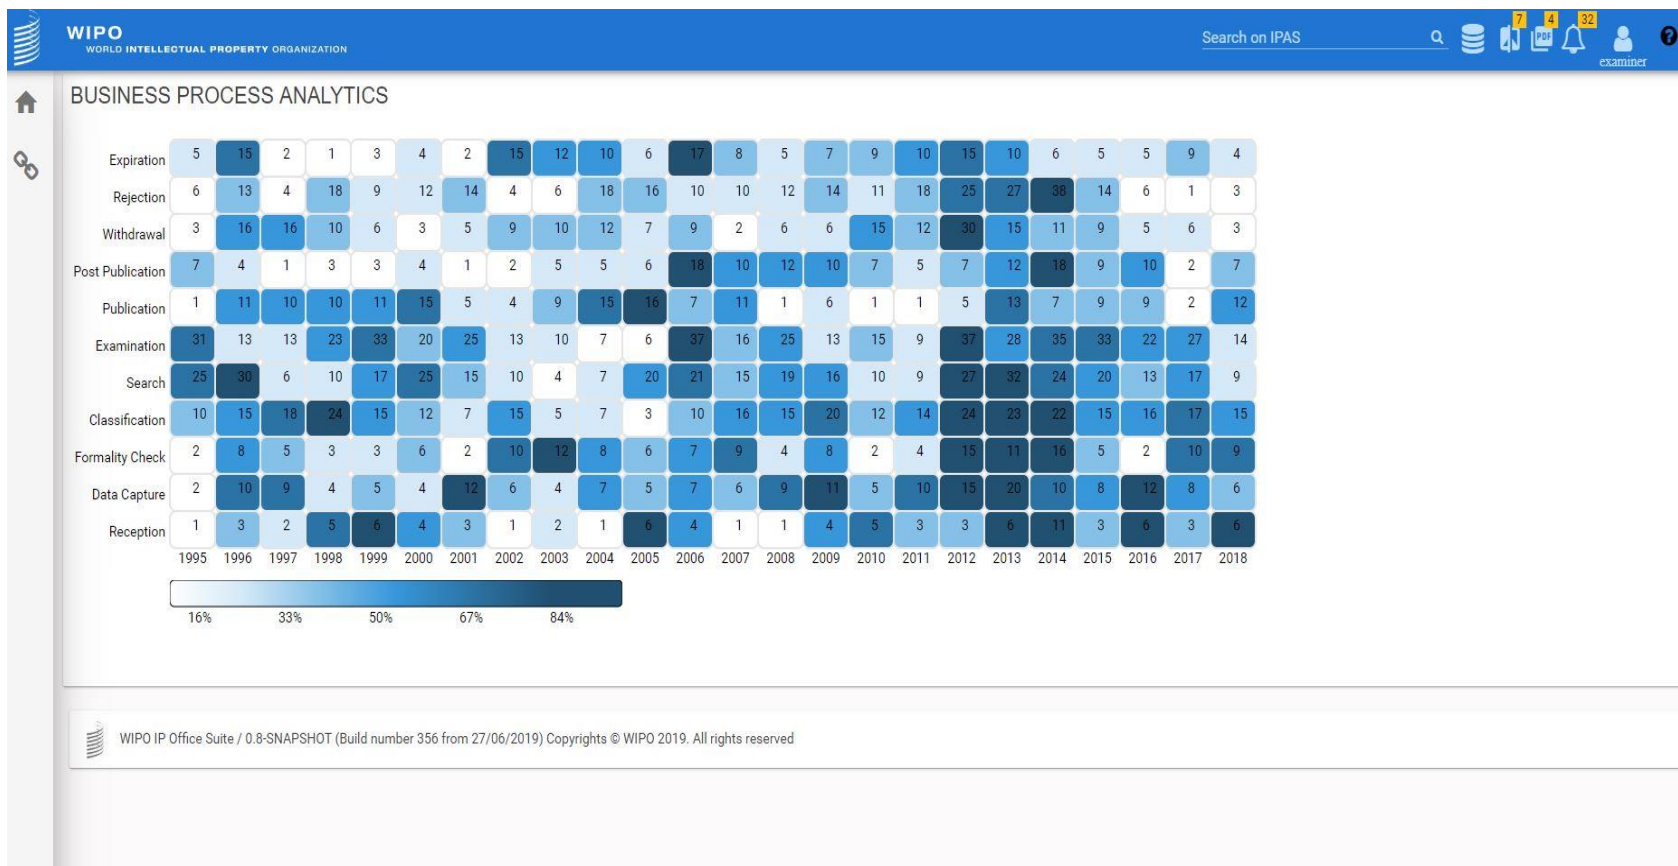 WIPO
WORLD INTELLECTUAL PROPERTY ORGANIZATION
Search on IPAS
7
4
32
PDF
examiner
?
BUSINESS PROCESS ANALYTICS
Expiration 5 15 2 1 3 4 2 15 12 10 6 17 8 5 7 9 10 15 10 6 5 5 9 4
Rejection 6 13 4 18 9 12 14 4 6 18 16 10 10 12 14 11 18 25 27 38 14 6 1 3
Withdrawal 3 16 16 10 6 3 5 9 10 12 7 9 2 6 6 15 12 30 15 11 9 5 6 3
Post Publication 7 4 1 3 3 4 1 2 5 5 6 18 10 12 10 7 5 7 12 18 9 10 2 7
Publication 1 11 10 10 11 15 5 4 9 15 16 7 11 1 6 1 1 5 13 7 9 9 2 12
Examination 31 13 13 23 33 20 25 13 10 7 6 37 16 25 13 15 9 37 28 35 33 22 27 14
Search 25 30 6 10 17 25 15 10 4 7 20 21 15 19 16 10 9 27 32 24 20 13 17 9
Classification 10 15 18 24 15 12 7 15 5 7 3 10 16 15 20 12 14 24 23 22 15 16 17 15
Formality Check 2 8 5 3 3 6 2 10 12 8 6 7 9 4 8 2 4 15 11 16 5 2 10 9
Data Capture 2 10 9 4 5 4 12 6 4 7 5 7 6 9 11 5 10 15 20 10 8 12 8 6
Reception 1 3 2 5 6 4 3 1 2 1 6 4 1 1 4 5 3 3 6 11 3 6 3 6
1995 1996 1997 1998 1999 2000 2001 2002 2003 2004 2005 2006 2007 2008 2009 2010 2011 2012 2013 2014 2015 2016 2017 2018
16% 33% 50% 67% 84%
WIPO IP Office Suite / 0.8-SNAPSHOT (Build number 356 from 27/06/2019) Copyrights © WIPO 2019. All rights reserved